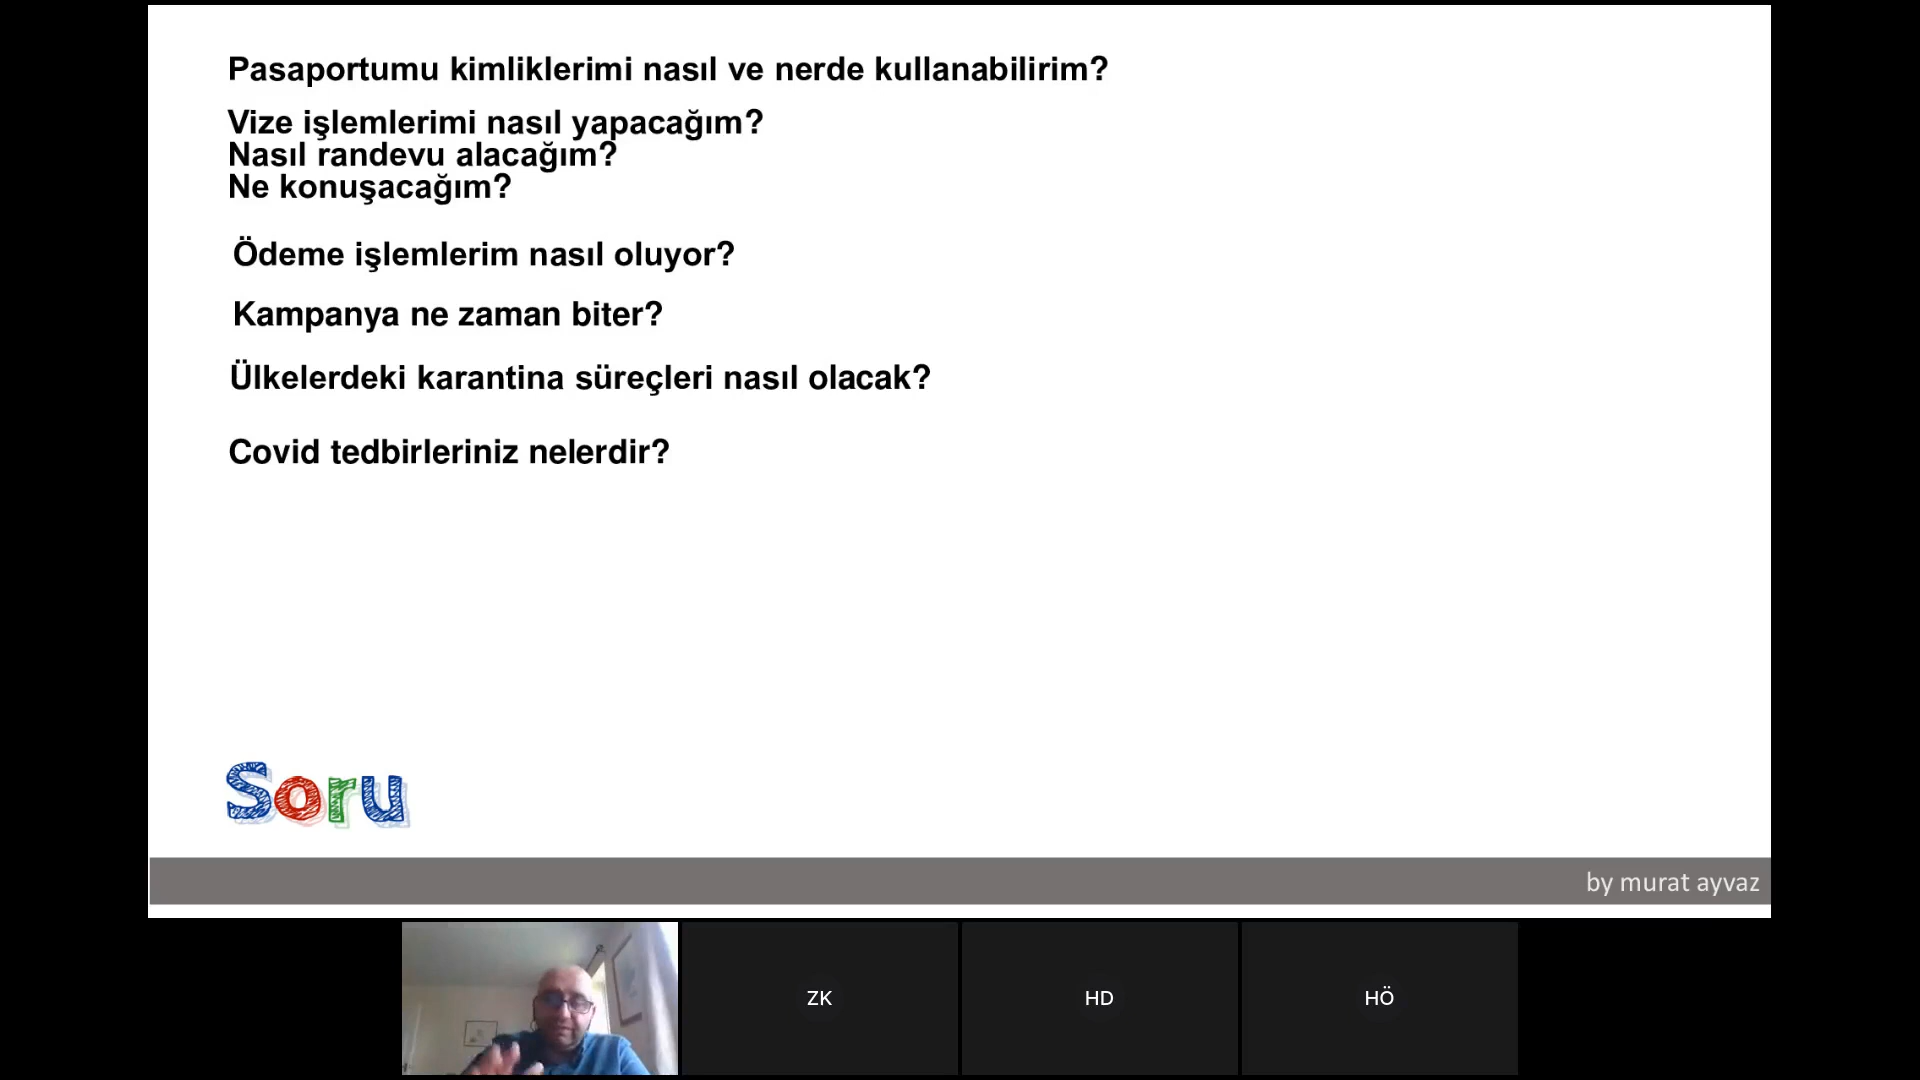 Pasaportumu kimliklerimi nasıl ve nerde kullanabilirim?
Vize işlemlerimi nasıl yapacağım?
Nasıl randevu alacağım?
Ne konuşacağım?
Ödeme işlemlerim nasıl oluyor?
Kampanya ne zaman biter?
Ülkelerdeki karantina süreçleri nasıl olacak?
Covid tedbirleriniz nelerdir?
Soru
by murat ayvaz
ZK
HD
HÖ